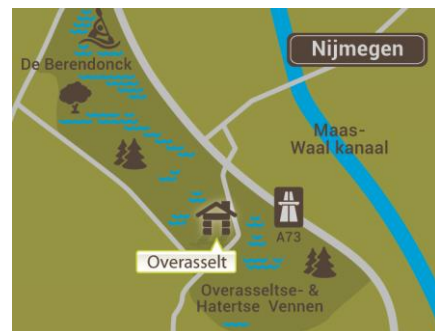 Nijmegen
De Berendonck
Maas-
Waal kanaal
A73
Overasselt
Overasseltse- &
Hatertse Vennen